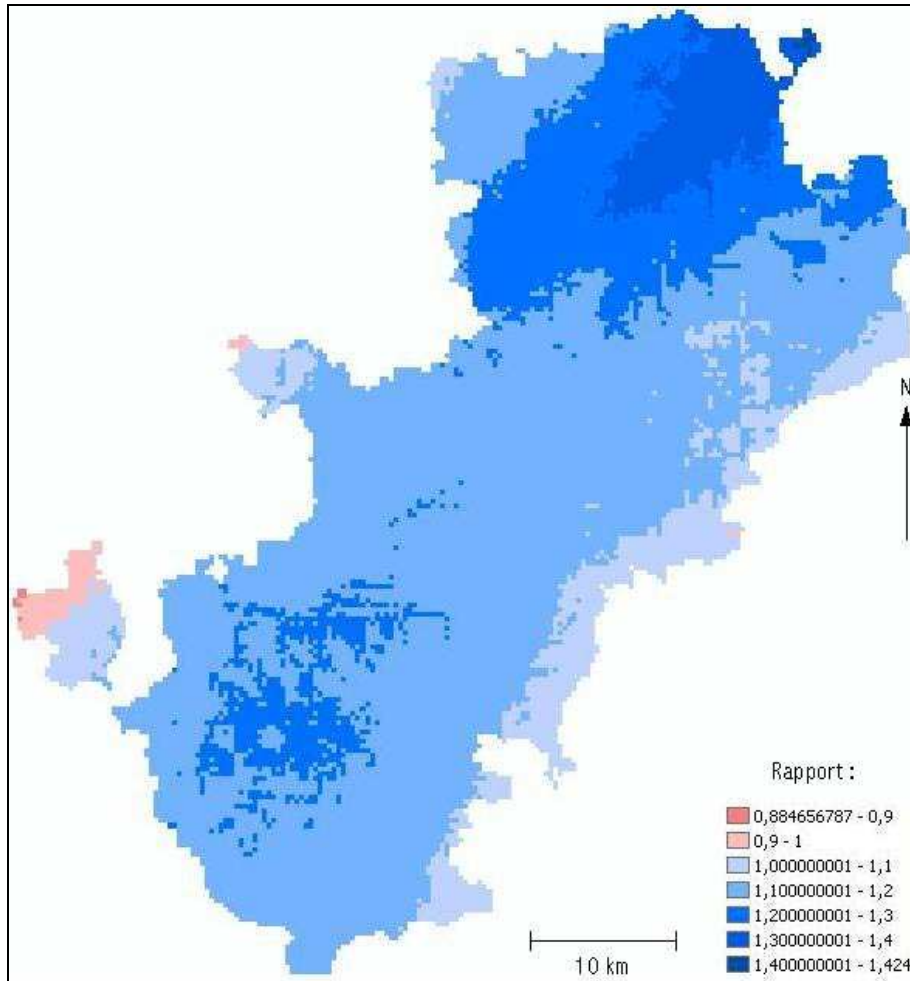 N
Rapport :
0,884656787 - 0,9
0,9 - 1
1,000000001 - 1,1
1,100000001 - 1,2
1,200000001 - 1,3
1,300000001 - 1,4
1,400000001 - 1,424
10 km